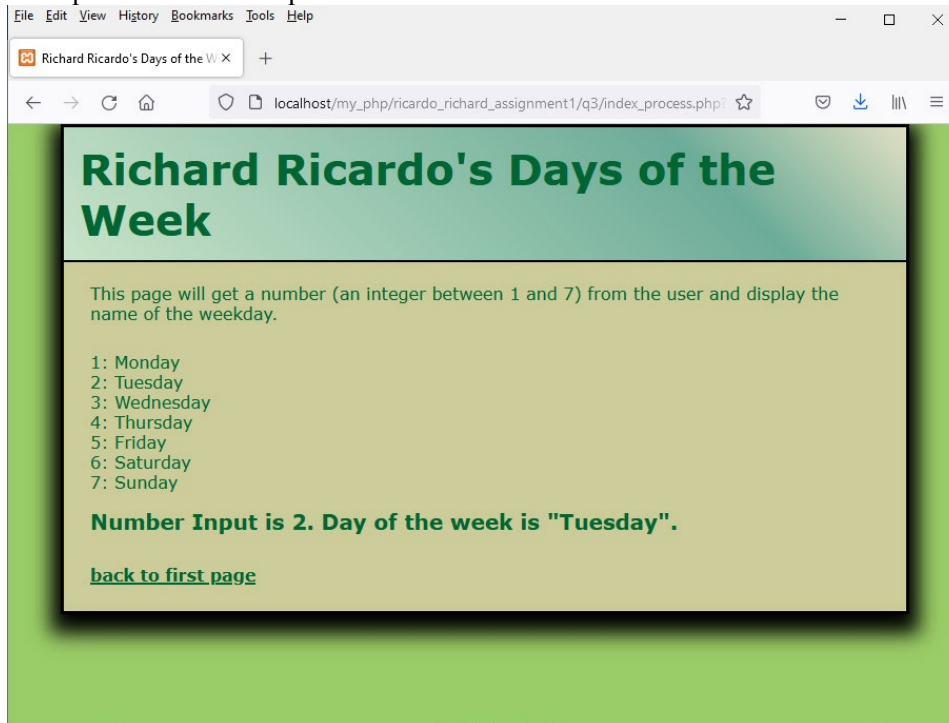 File Edit View History Bookmarks Tools Help
Richard Ricardo's Days of the W
localhost/my_php/ricardo_richard_assignment1/q3/index_process.php?
Richard Ricardo's Days of the
Week
This page will get a number (an integer between 1 and 7) from the user and display the
name of the weekday.
1: Monday
2: Tuesday
3: Wednesday
4: Thursday
5: Friday
6: Saturday
7: Sunday
Number Input is 2. Day of the week is "Tuesday".
back to first page